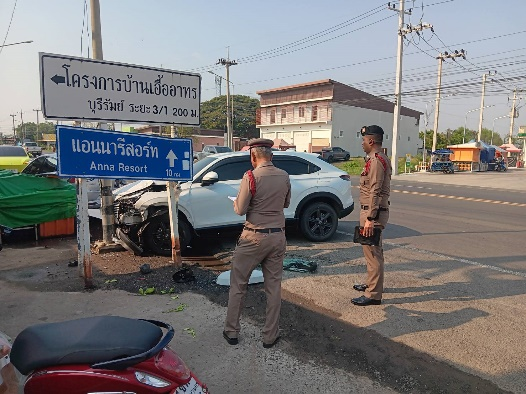 โครงการบ้านเอื้ออาทร
บุรีรัมย์ ระยะ 3/1 200 ม
แอนนารีสอร์ท
Anna Resort
10 กม.